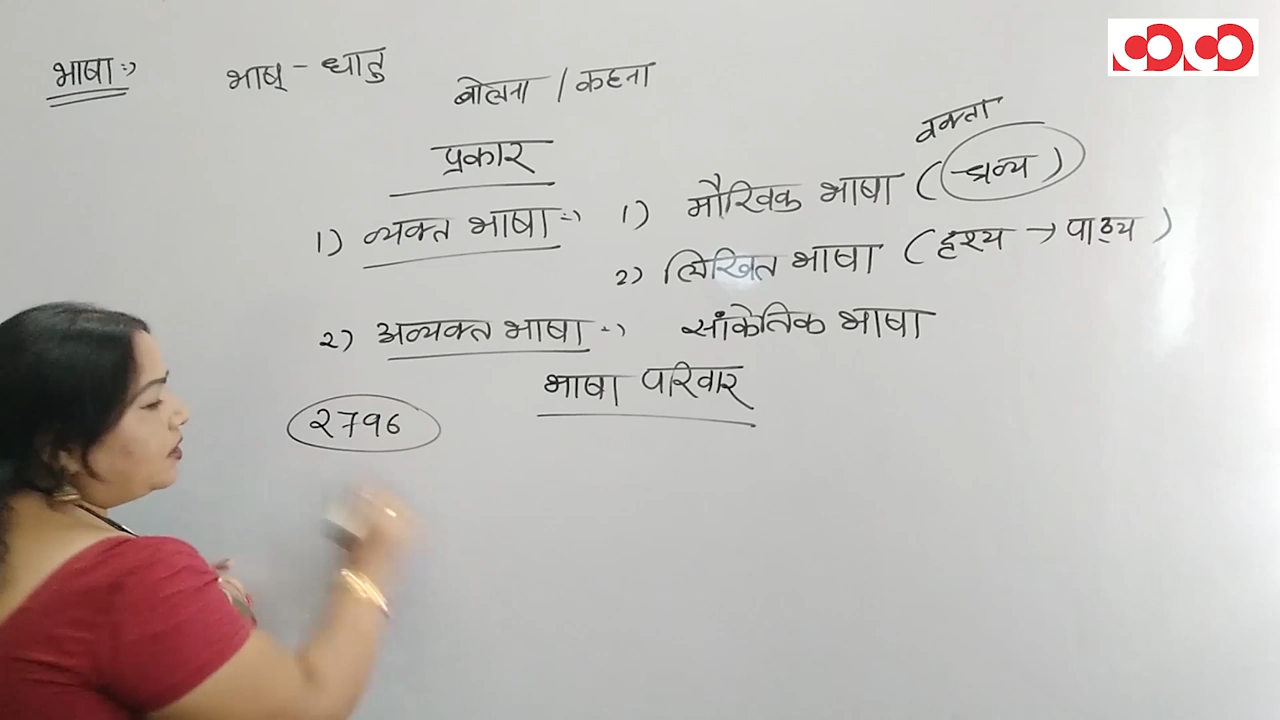 भाषा :→ भाष् - धातु बोलना / कहना
प्रकार
1) व्यक्त भाषा :→ 1) मौखिक भाषा (श्रव्य) वक्ता
2) लिखित भाषा (दृश्य → पाठ्य)
2) अव्यक्त भाषा :→ सांकेतिक भाषा
भाषा परिवार
2796